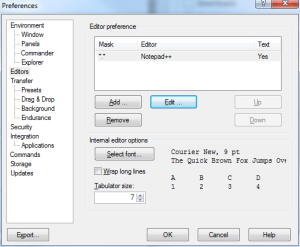 Preferences
Environment
Window
Panels
Commander
Explorer
Editors
Transfer
Presets
Drag & Drop
Background
Endurance
Security
Integration
Applications
Commands
Storage
Updates
Editor preference
Mask Editor Text
*.* Notepad++ Yes
Add ... Edit ... Up
Remove Down
Internal editor options
Select font...
Wrap long lines
Tabulator size:
7
Courier New, 9 pt
The Quick Brown Fox Jumps Ove
A B C D
1 2 3 4
Export... OK Cancel Help